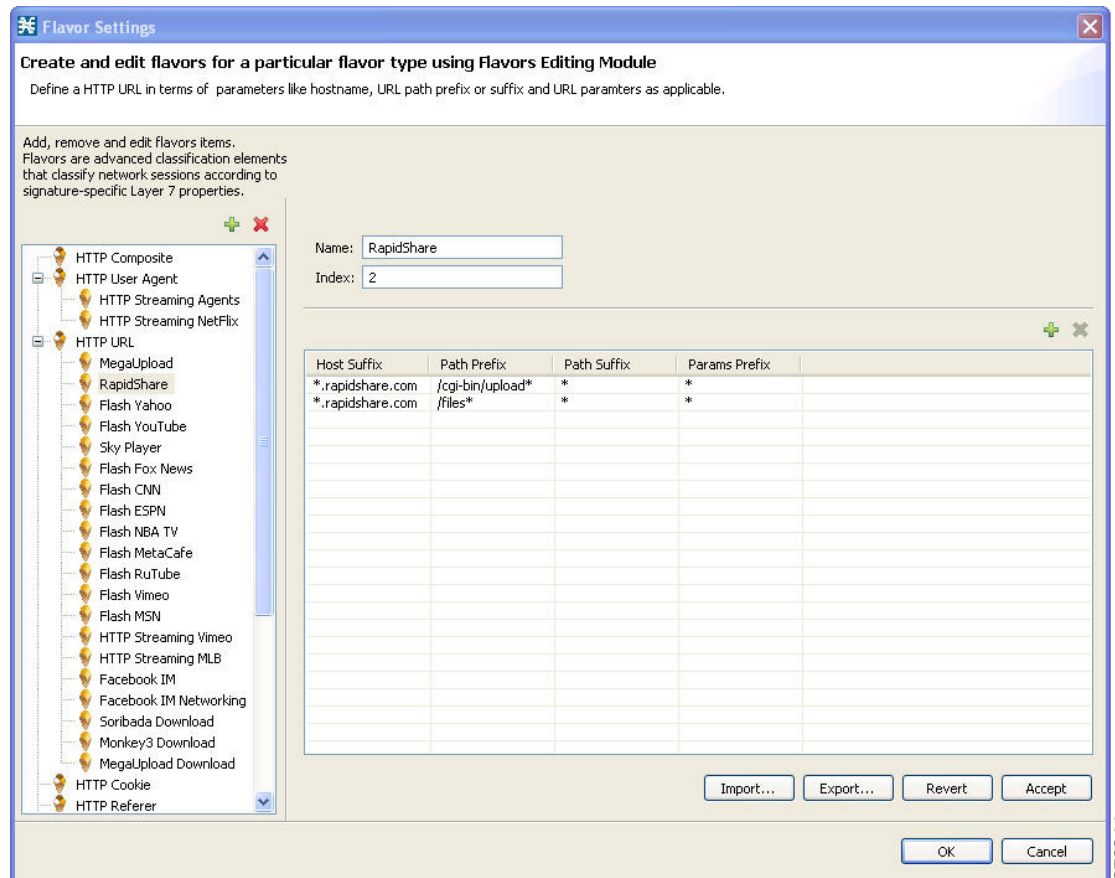 Flavor Settings
Create and edit flavors for a particular flavor type using Flavors Editing Module
Define a HTTP URL in terms of parameters like hostname, URL path prefix or suffix and URL paramters as applicable.
Add, remove and edit flavors items.
Flavors are advanced classification elements
that classify network sessions according to
signature-specific Layer 7 properties.
HTTP Composite
HTTP User Agent
HTTP Streaming Agents
HTTP Streaming NetFlix
HTTP URL
MegaUpload
RapidShare
Flash Yahoo
Flash YouTube
Sky Player
Flash Fox News
Flash CNN
Flash ESPN
Flash NBA TV
Flash MetaCafe
Flash RuTube
Flash Vimeo
Flash MSN
HTTP Streaming Vimeo
HTTP Streaming MLB
Facebook IM
Facebook IM Networking
Soribada Download
Monkey3 Download
MegaUpload Download
HTTP Cookie
HTTP Referer
Name: RapidShare
Index: 2
Host Suffix Path Prefix Path Suffix Params Prefix
*.rapidshare.com /cgi-bin/upload* * *
*.rapidshare.com /files* * *
Import... Export... Revert Accept
OK Cancel